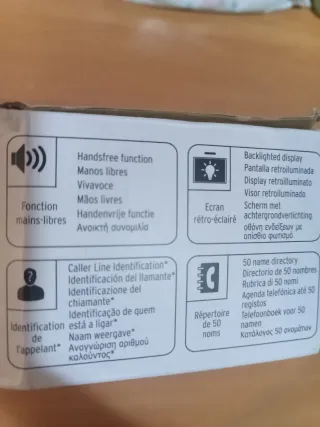 Fonction
mains-libres
Handsfree function
Manos libres
Vivavoce
Mãos livres
Handenvrije functie
Ανοικτή συνομιλία
Ecran
rétro-éclairé
Backlighted display
Pantalla retroiluminada
Display retroilluminato
Visor retroiluminado
Scherm met
achtergrondverlichting
οθόνη ενδείξεων με
οπίσθιο φωτισμό
Identification
de
l'appelant*
Caller Line Identification*
Identificación del llamante*
Identificazione del
chiamante*
Identificação de quem
está a ligar*
Naam weergave*
Αναγνώριση αριθμού
καλούντος*
Répertoire
de 50
noms
50 name directory
Directorio de 50 nombres
Rubrica di 50 nomi
Agenda telefónica até 50
registos
Telefoonboek voor 50
namen
Κατάλογος 50 ονομάτων